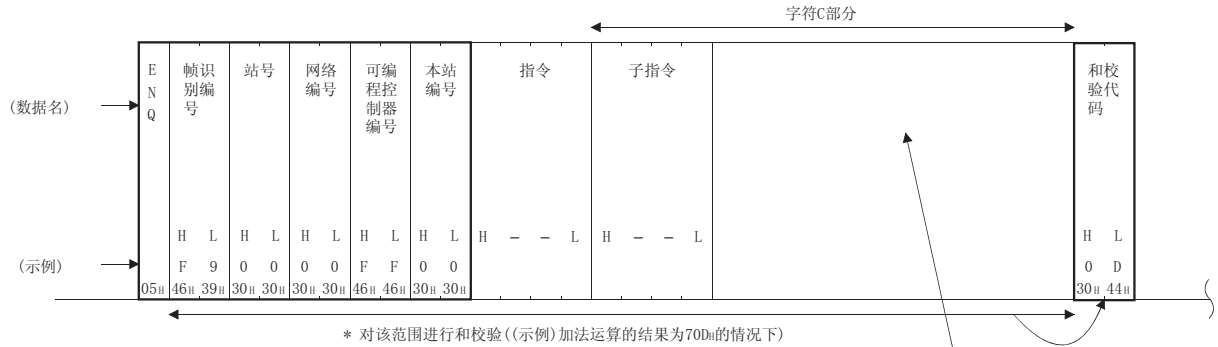 字符C部分
(数据名)
E
N
Q
帧识
别编
号
站号
网络
编号
可编
程控
制器
编号
本站
编号
指令
子指令
和校
验代
码
H L H L H L H L H L H - - L H - - L H L
(示例)
F 9 0 0 0 0 F F 0 0 0 D
05H 46H 39H 30H 30H 30H 30H 46H 46H 30H 30H 30H 44H
* 对该范围进行和校验((示例)加法运算的结果为70DH的情况下)